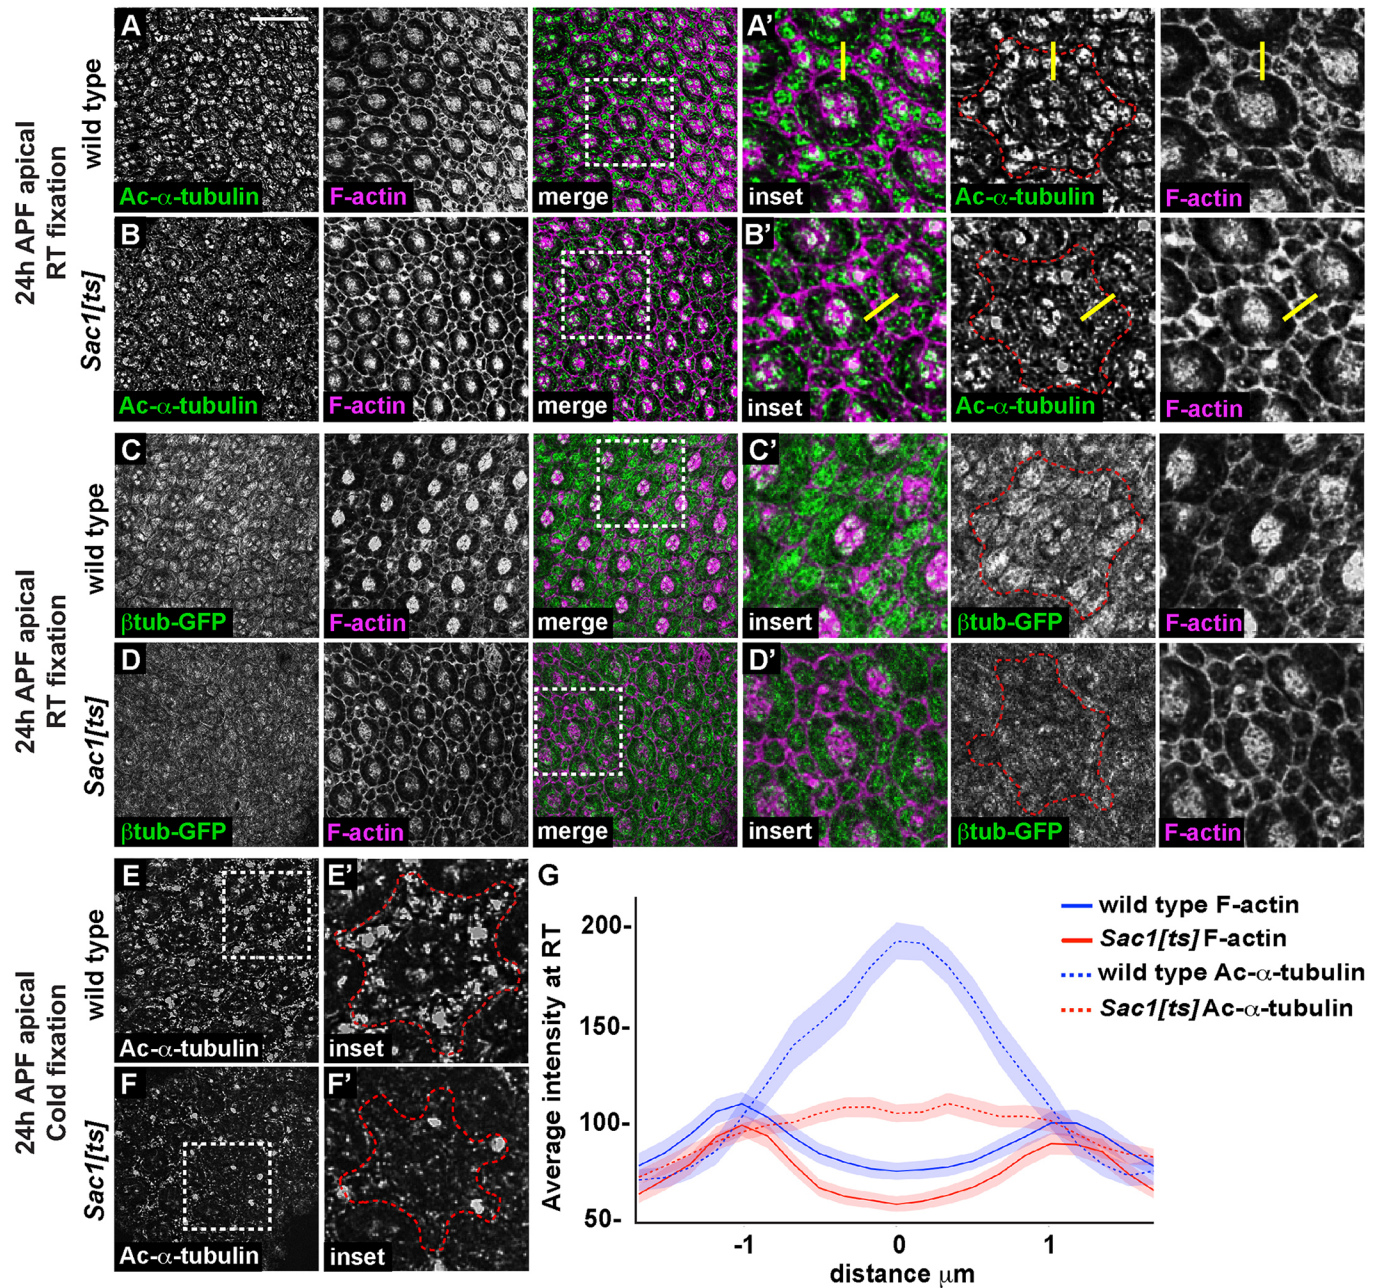 24h APF apical
RT fixation
wild type
A
Ac-α-tubulin
F-actin
merge
A’
inset
Ac-α-tubulin
F-actin
Sac1[ts]
B
Ac-α-tubulin
F-actin
merge
B’
inset
Ac-α-tubulin
F-actin
24h APF apical
RT fixation
wild type
C
βtub-GFP
F-actin
merge
C’
insert
βtub-GFP
F-actin
Sac1[ts]
D
βtub-GFP
F-actin
merge
D’
insert
βtub-GFP
F-actin
24h APF apical
Cold fixation
wild type
E
Ac-α-tubulin
E’
inset
Sac1[ts]
F
Ac-α-tubulin
F’
inset
G
Average intensity at RT
200-
150-
100-
50-
-1
0
1
distance μm
wild type F-actin
Sac1[ts] F-actin
wild type Ac-α-tubulin
Sac1[ts] Ac-α-tubulin